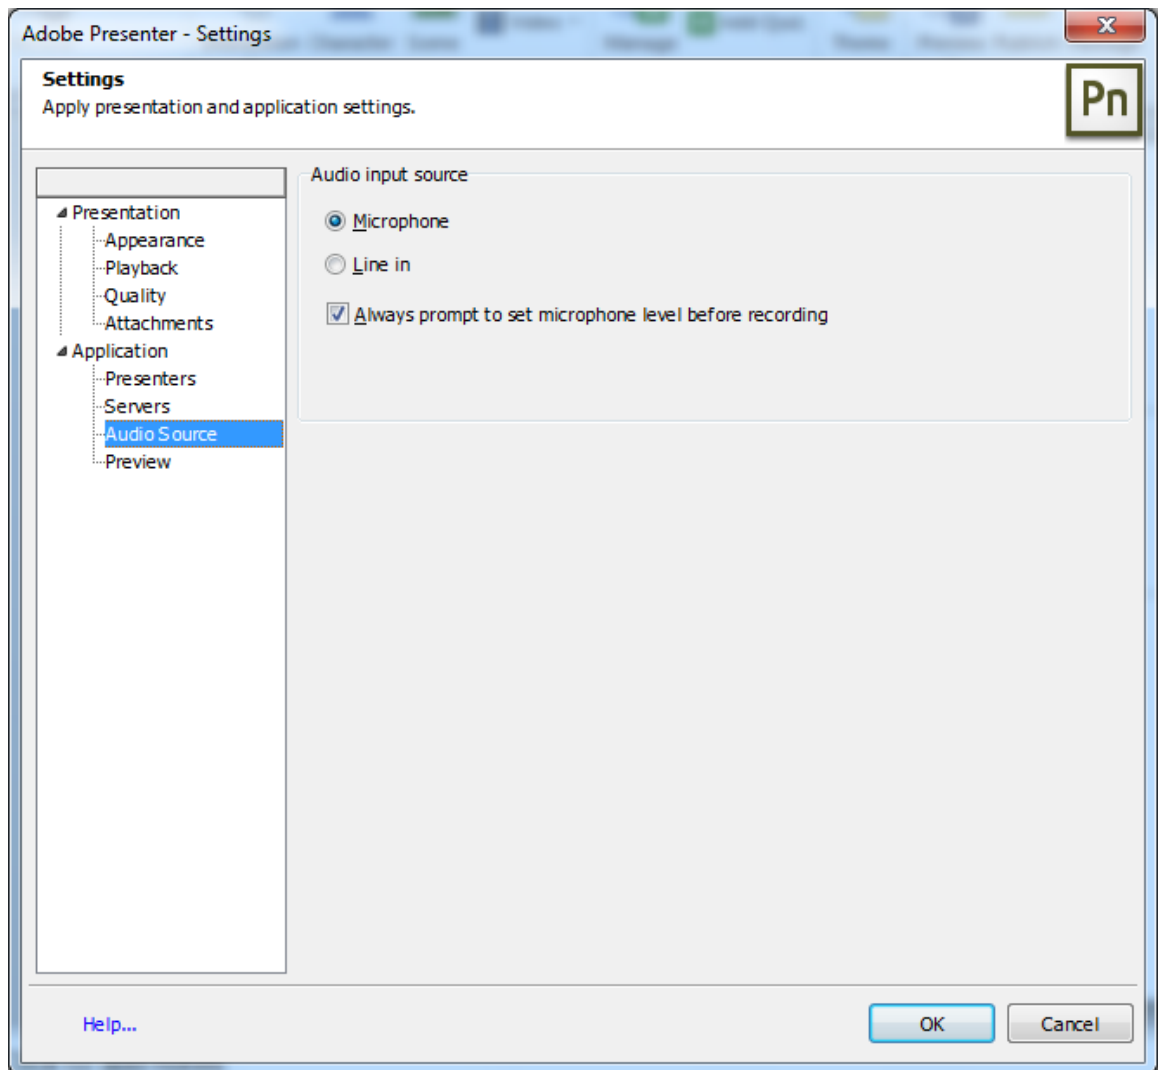 Adobe Presenter - Settings
Settings
Apply presentation and application settings.
Pn
Presentation
Appearance
Playback
Quality
Attachments
Application
Presenters
Servers
Audio Source
Preview
Audio input source
Microphone
Line in
Always prompt to set microphone level before recording
Help...
OK
Cancel